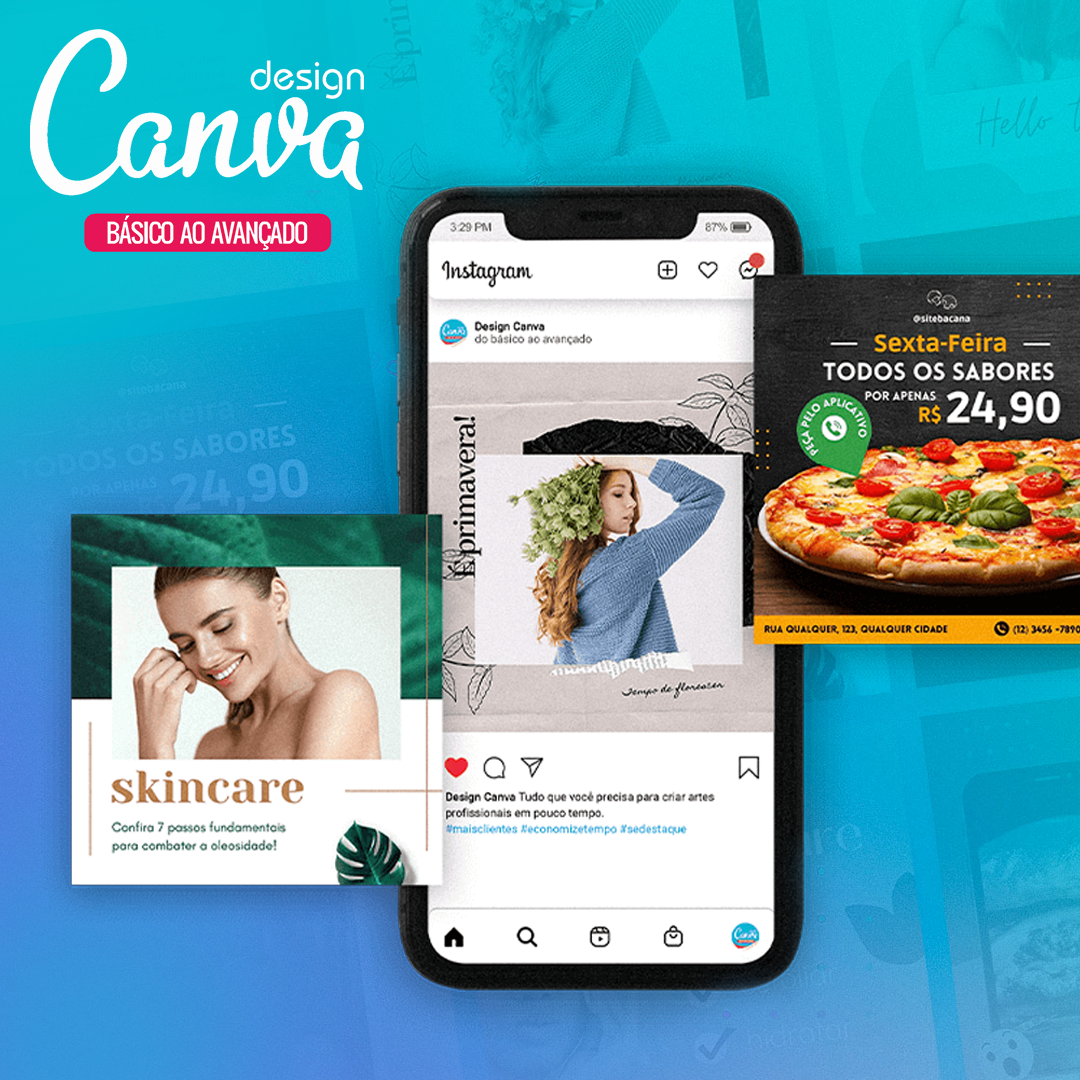 design
Canva
BÁSICO AO AVANÇADO
3:29 PM
87%
Instagram
Design Canva
do básico ao avançado
É primavera!
Tempo de florescer
Design Canva Tudo que você precisa para criar artes
profissionais em pouco tempo.
#maisclientes #economizetempo #sedestaque
Canva
@sitebacana
Sexta-Feira
TODOS OS SABORES
POR APENAS
R$ 24,90
PEÇA PELO APLICATIVO
RUA QUALQUER, 123, QUALQUER CIDADE
(12) 3456 -7890
skincare
Confira 7 passos fundamentais
para combater a oleosidade!
@sitebacana
TODOS OS SABORES
POR APENAS
24,90
Hello
hidratar